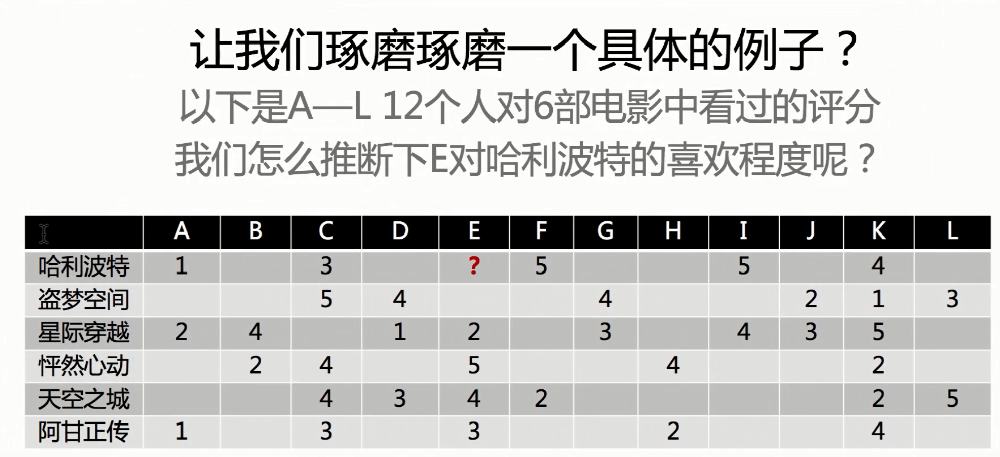 让我们琢磨琢磨一个具体的例子？
以下是A—L 12个人对6部电影中看过的评分
我们怎么推断下E对哈利波特的喜欢程度呢？
A B C D E F G H I J K L
哈利波特 1 3 ? 5 5 4
盗梦空间 5 4 4 2 1 3
星际穿越 2 4 1 2 3 4 3 5
怦然心动 2 4 5 4 2
天空之城 4 3 4 2 2 5
阿甘正传 1 3 3 2 4